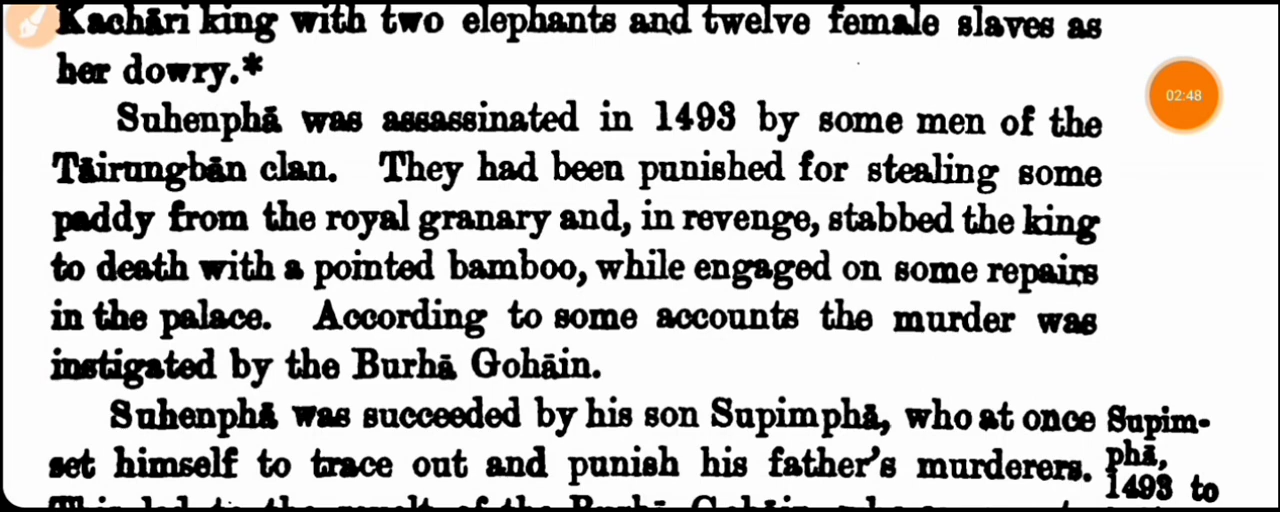 Kachāri king with two elephants and twelve female slaves as
her dowry.*
02:48
Suhenphā was assassinated in 1493 by some men of the
Tāirungbān clan. They had been punished for stealing some
paddy from the royal granary and, in revenge, stabbed the king
to death with a pointed bamboo, while engaged on some repairs
in the palace. According to some accounts the murder was
instigated by the Burhā Gohāin.
Suhenphā was succeeded by his son Supimphā, who at once
set himself to trace out and punish his father's murderers.
Supim-
phā,
1493 to